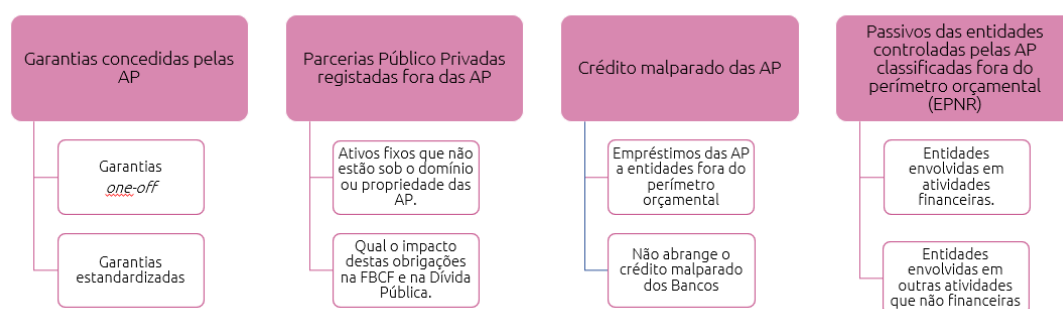 Garantias concedidas pelas
AP
Garantias
one-off
Garantias
estandardizadas
Parcerias Público Privadas
registadas fora das AP
Ativos fixos que não
estão sob o domínio
ou propriedade das
AP.
Qual o impacto
destas obrigações
na FBCF e na Dívida
Pública.
Crédito malparado das AP
Empréstimos das AP
a entidades fora do
perímetro
orçamental
Não abrange o
crédito malparado
dos Bancos
Passivos das entidades
controladas pelas AP
classificadas fora do
perímetro orçamental
(EPNR)
Entidades
envolvidas em
atividades
financeiras.
Entidades
envolvidas em
outras atividades
que não financeiras